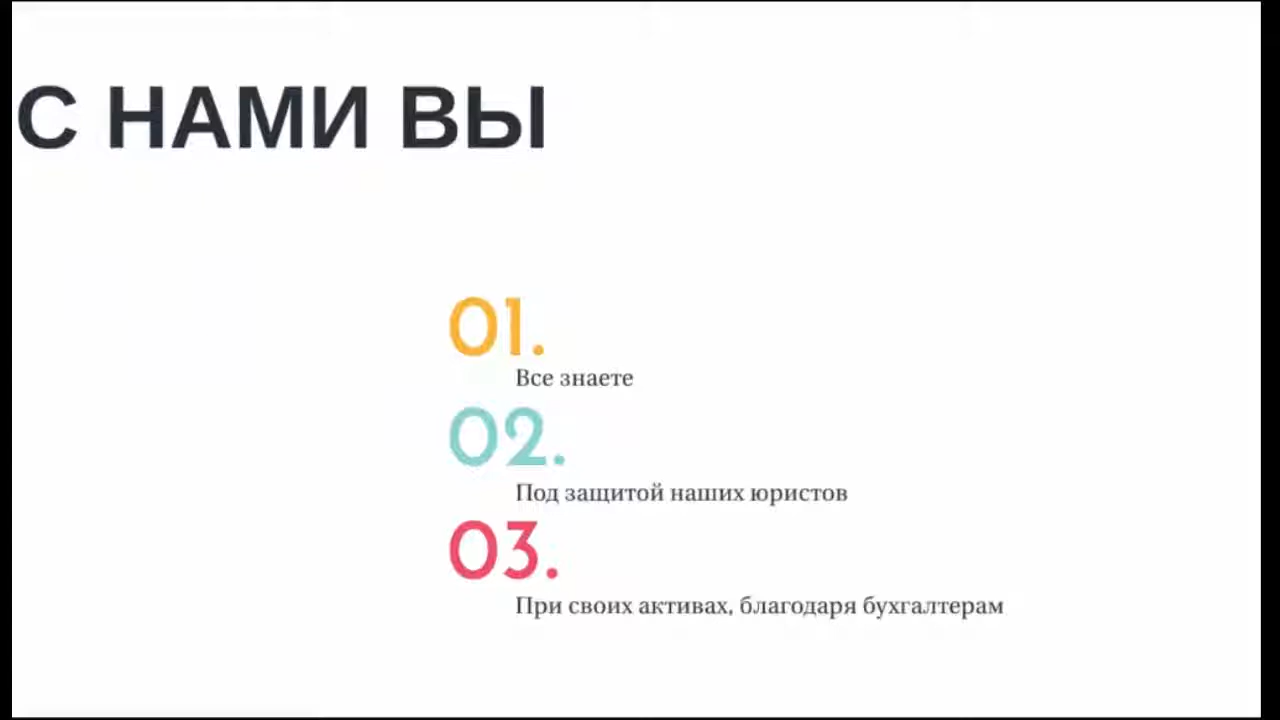 С НАМИ ВЫ
01.
Все знаете
02.
Под защитой наших юристов
03.
При своих активах, благодаря бухгалтерам